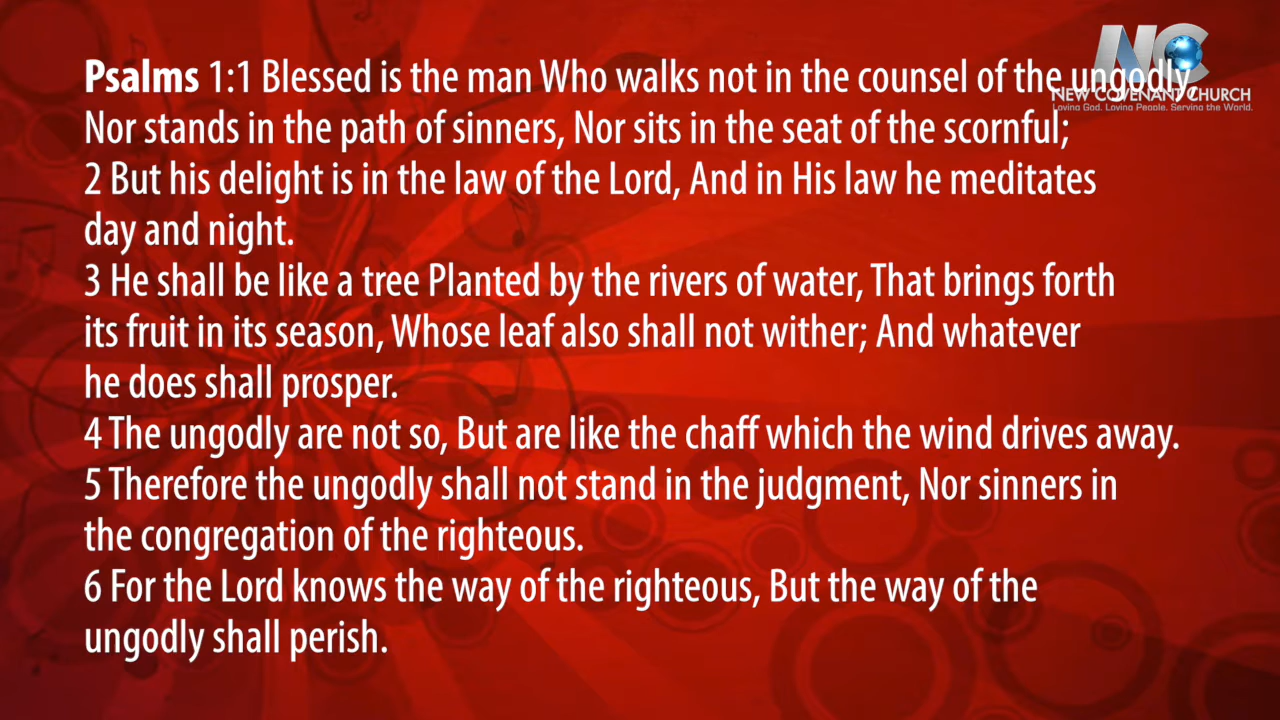 Psalms 1:1 Blessed is the man Who walks not in the counsel of the ungodly,
Nor stands in the path of sinners, Nor sits in the seat of the scornful;
2 But his delight is in the law of the Lord, And in His law he meditates
day and night.
3 He shall be like a tree Planted by the rivers of water, That brings forth
its fruit in its season, Whose leaf also shall not wither; And whatever
he does shall prosper.
4 The ungodly are not so, But are like the chaff which the wind drives away.
5 Therefore the ungodly shall not stand in the judgment, Nor sinners in
the congregation of the righteous.
6 For the Lord knows the way of the righteous, But the way of the
ungodly shall perish.
NC
NEW COVENANT CHURCH
Loving God. Loving People. Serving the World.